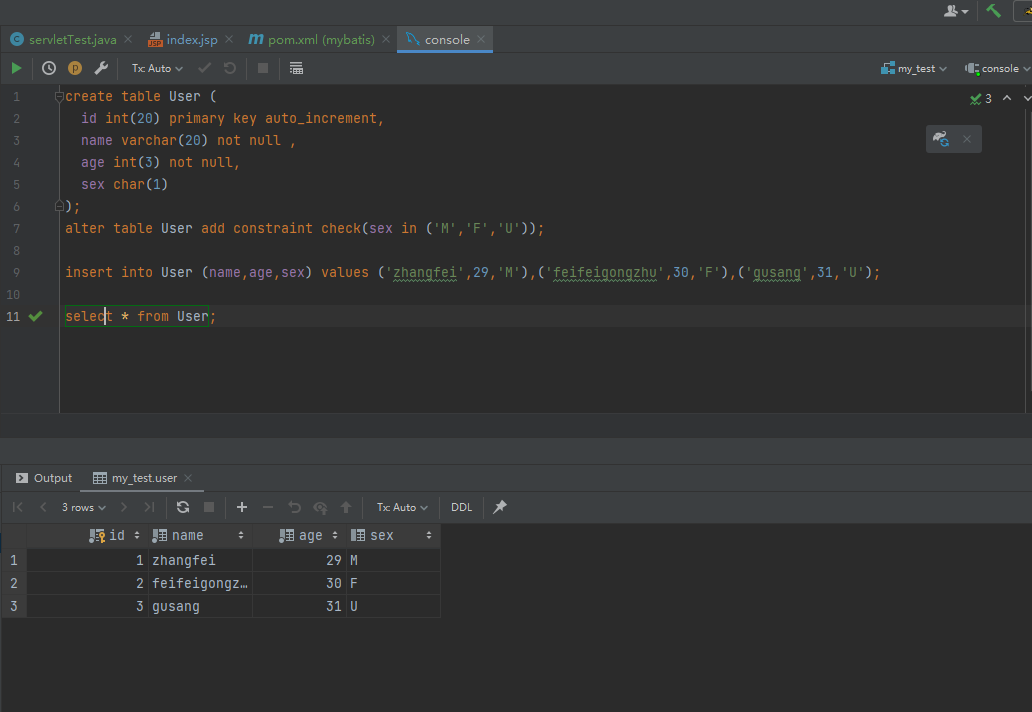 servletTest.java index.jsp pom.xml (mybatis) console
Tx: Auto my_test console
1 create table User (
2 id int(20) primary key auto_increment,
3 name varchar(20) not null ,
4 age int(3) not null,
5 sex char(1)
6 );
7 alter table User add constraint check(sex in ('M','F','U'));
8
9 insert into User (name,age,sex) values ('zhangfei',29,'M'),('feifeigongzhu',30,'F'),('gusang',31,'U');
10
11 select * from User;
3
Output my_test.user
3 rows Tx: Auto DDL
id name age sex
1 1 zhangfei 29 M
2 2 feifeigongz… 30 F
3 3 gusang 31 U